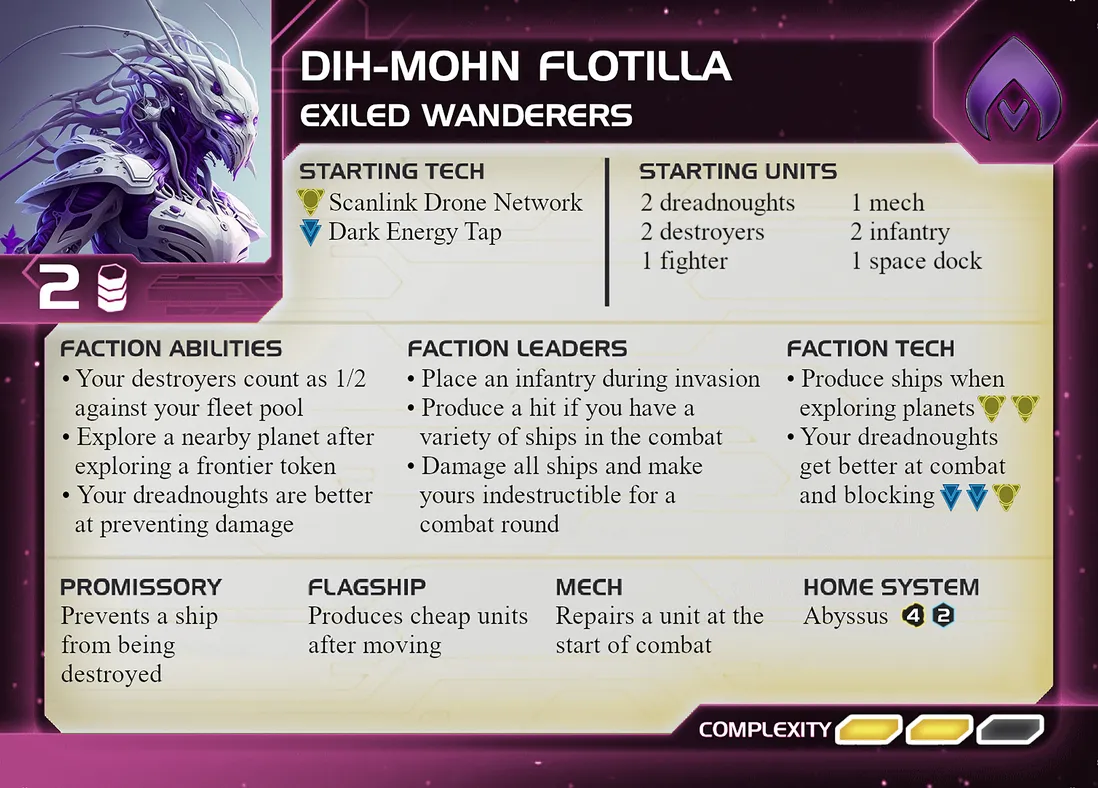 DIH-MOHN FLOTILLA
EXILED WANDERERS
2
STARTING TECH
Scanlink Drone Network
Dark Energy Tap
STARTING UNITS
2 dreadnoughts
2 destroyers
1 fighter
1 mech
2 infantry
1 space dock
FACTION ABILITIES
• Your destroyers count as 1/2
against your fleet pool
• Explore a nearby planet after
exploring a frontier token
• Your dreadnoughts are better
at preventing damage
FACTION LEADERS
• Place an infantry during invasion
• Produce a hit if you have a
variety of ships in the combat
• Damage all ships and make
yours indestructible for a
combat round
FACTION TECH
• Produce ships when
exploring planets
• Your dreadnoughts
get better at combat
and blocking
PROMISSORY
Prevents a ship
from being
destroyed
FLAGSHIP
Produces cheap units
after moving
MECH
Repairs a unit at the
start of combat
HOME SYSTEM
Abyssus 4 2
COMPLEXITY